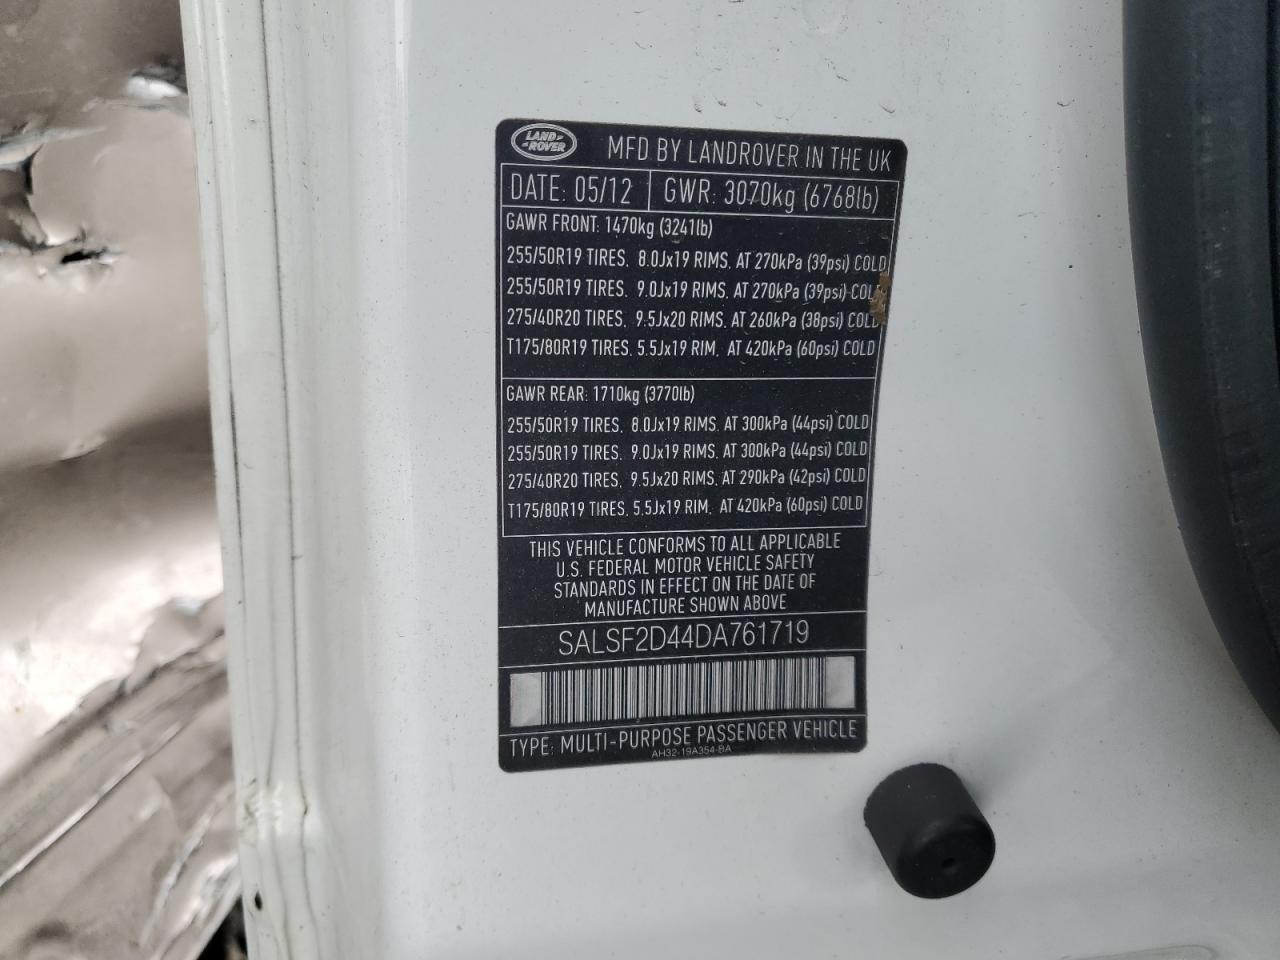 LAND
ROVER
MFD BY LANDROVER IN THE UK
DATE: 05/12 GWR: 3070kg (6768lb)
GAWR FRONT: 1470kg (3241lb)
255/50R19 TIRES, 8.0Jx19 RIMS, AT 270kPa (39psi) COLD
255/50R19 TIRES, 9.0Jx19 RIMS, AT 270kPa (39psi) COLD
275/40R20 TIRES, 9.5Jx20 RIMS, AT 260kPa (38psi) COLD
T175/80R19 TIRES, 5.5Jx19 RIM, AT 420kPa (60psi) COLD
GAWR REAR: 1710kg (3770lb)
255/50R19 TIRES, 8.0Jx19 RIMS, AT 300kPa (44psi) COLD
255/50R19 TIRES, 9.0Jx19 RIMS, AT 300kPa (44psi) COLD
275/40R20 TIRES, 9.5Jx20 RIMS, AT 290kPa (42psi) COLD
T175/80R19 TIRES, 5.5Jx19 RIM, AT 420kPa (60psi) COLD
THIS VEHICLE CONFORMS TO ALL APPLICABLE
U.S. FEDERAL MOTOR VEHICLE SAFETY
STANDARDS IN EFFECT ON THE DATE OF
MANUFACTURE SHOWN ABOVE
SALSF2D44DA761719
TYPE: MULTI-PURPOSE PASSENGER VEHICLE
AH32-19A354-BA